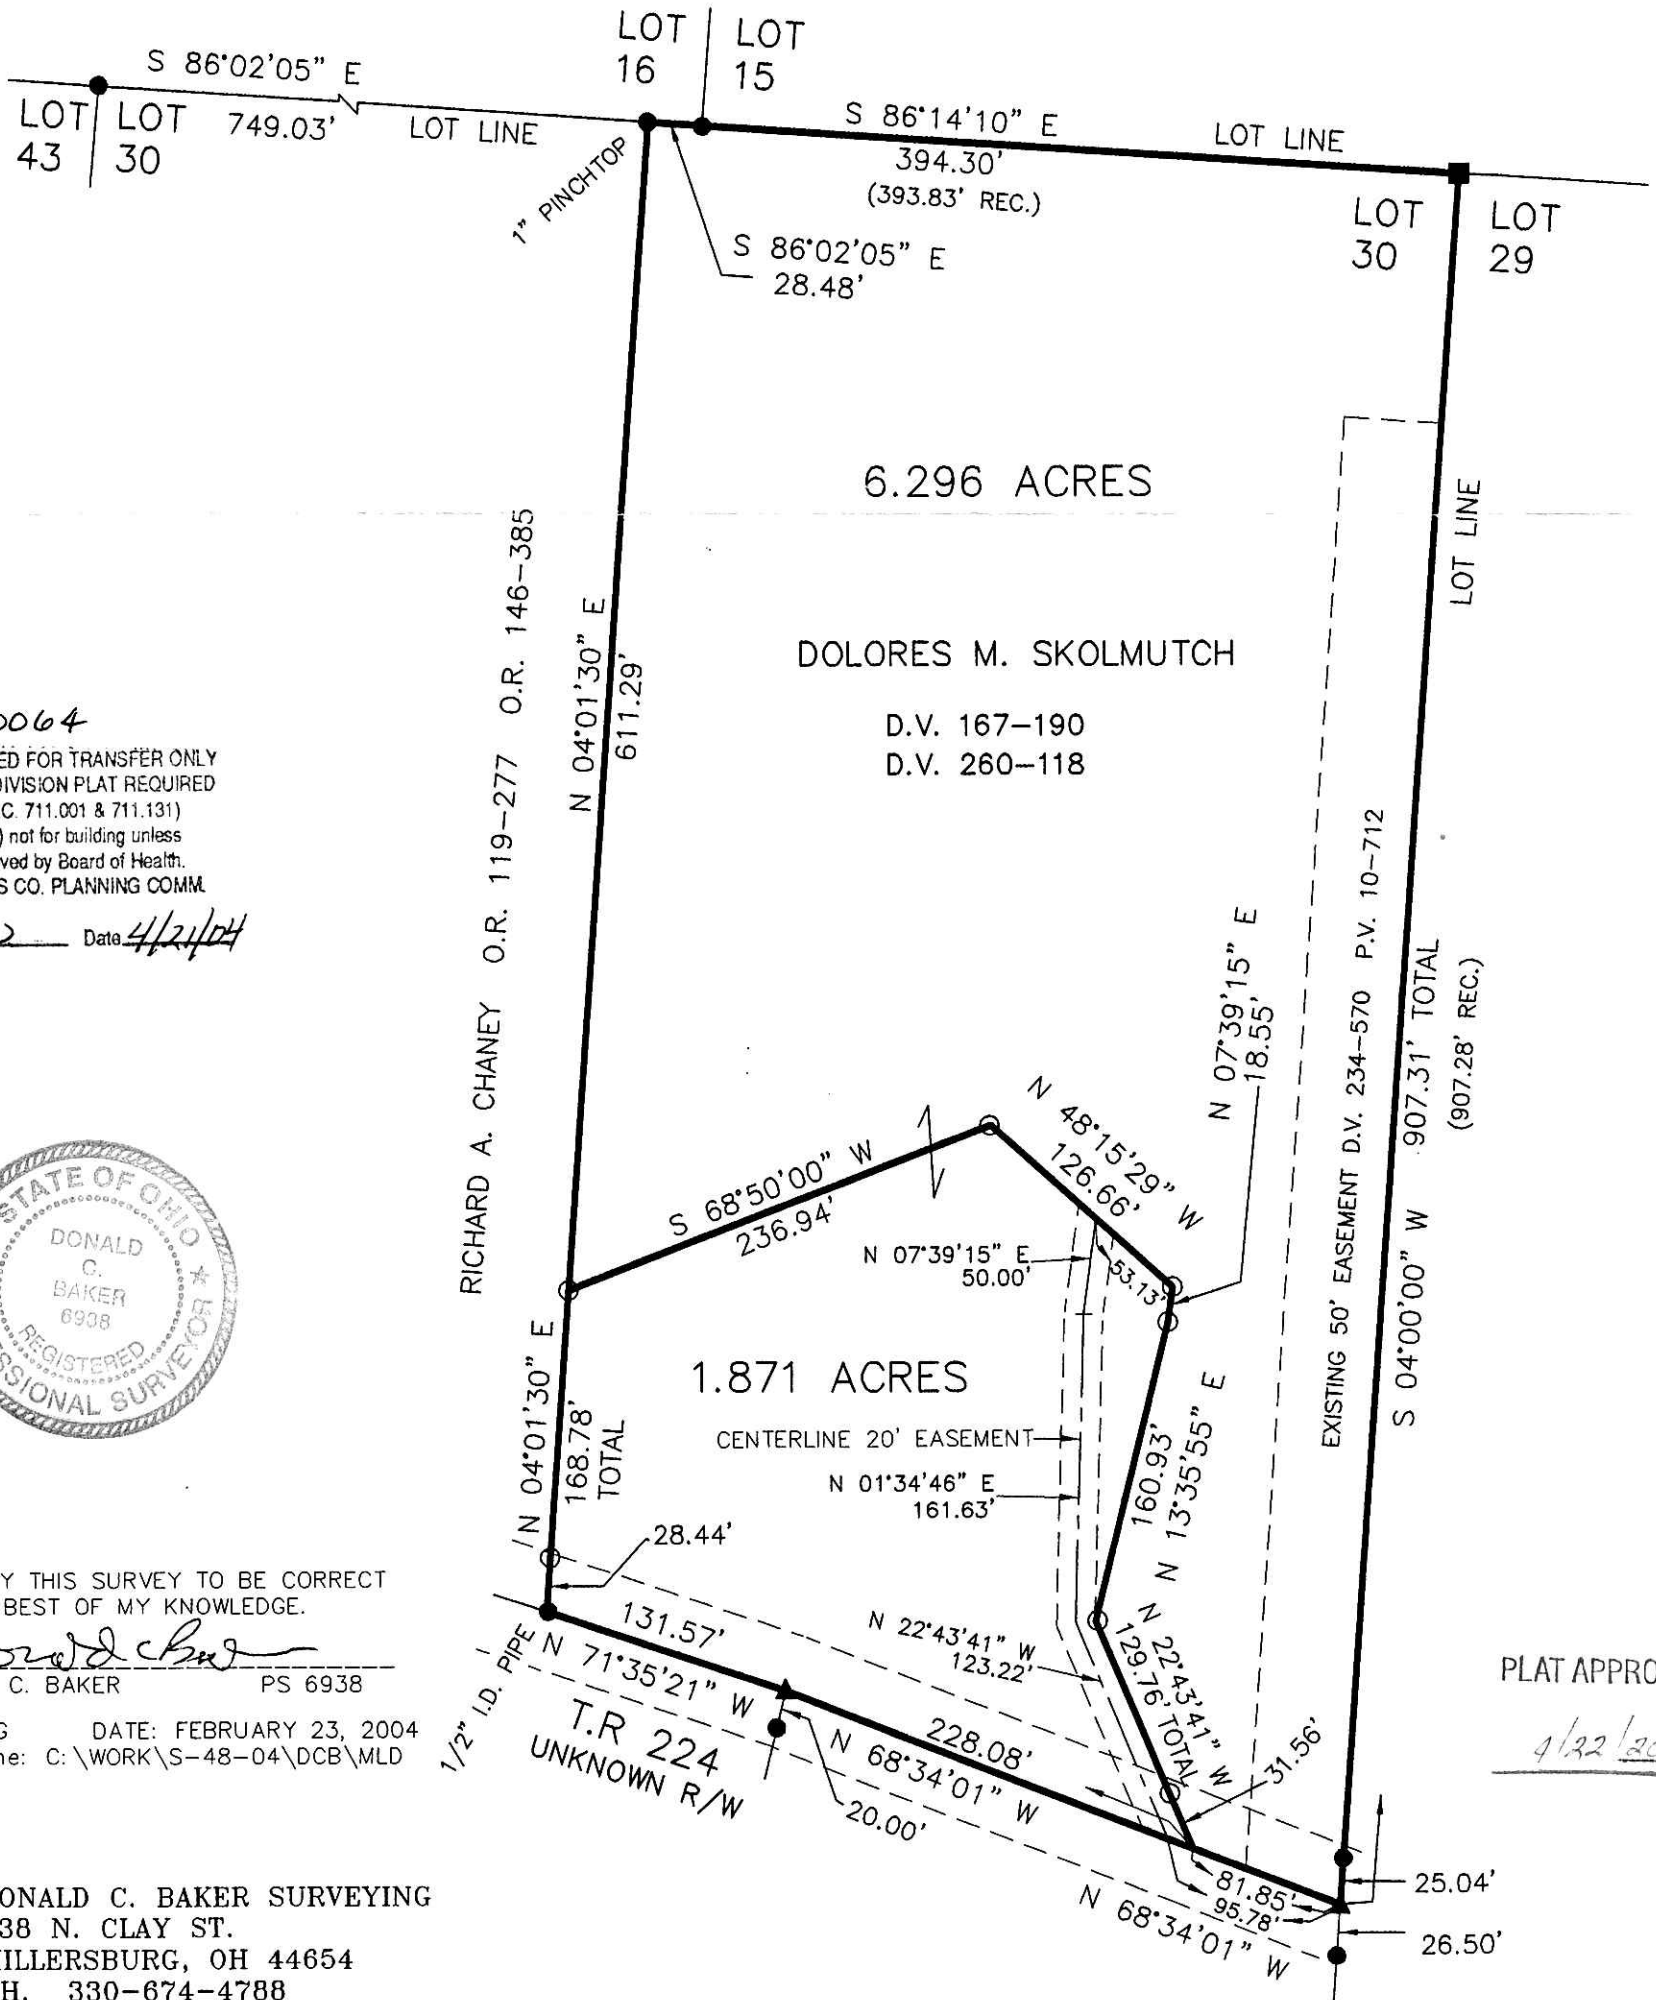 LOT
16
LOT
15
S 86°02'05" E
LOT
43
LOT
30
749.03'
LOT LINE
S 86°14'10" E
394.30'
(393.83' REC.)
LOT LINE
1" PINCHTOP
S 86°02'05" E
28.48'
LOT
30
LOT
29
6.296 ACRES
LOT LINE
DOLORES M. SKOLMUTCH
D.V. 167-190
D.V. 260-118
N 04°01'30" E
611.29'
RICHARD A. CHANEY O.R. 119-277 O.R. 146-385
0064
ED FOR TRANSFER ONLY
DIVISION PLAT REQUIRED
C. 711.001 & 711.131)
) not for building unless
ved by Board of Health.
S CO. PLANNING COMM.
Date 4/21/04
EXISTING 50' EASEMENT D.V. 234-570 P.V. 10-712
S 04°00'00" W 907.31' TOTAL
(907.28' REC.)
N 07°39'15" E
18.55'
N 48°15'29" W
126.66'
S 68°50'00" W
236.94'
N 07°39'15" E
50.00'
53.13'
STATE OF OHIO
DONALD
C.
BAKER
6938
REGISTERED
SSIONAL SURVEYOR
1.871 ACRES
CENTERLINE 20' EASEMENT
N 01°34'46" E
161.63'
160.93'
N 13°35'55" E
N 04°01'30" E
168.78'
TOTAL
28.44'
Y THIS SURVEY TO BE CORRECT
BEST OF MY KNOWLEDGE.
C. BAKER PS 6938
G DATE: FEBRUARY 23, 2004
me: C:\WORK\S-48-04\DCB\MLD
1/2" I.D. PIPE
131.57'
N 71°35'21" W
T.R 224
UNKNOWN R/W
N 22°43'41" W
123.22'
N 22°43'41" W
129.76' TOTAL
31.56'
228.08'
N 68°34'01" W
20.00'
81.85'
95.78'
N 68°34'01" W
25.04'
26.50'
PLAT APPRO
4/22/20
ONALD C. BAKER SURVEYING
38 N. CLAY ST.
ILLERSBURG, OH 44654
H. 330-674-4788